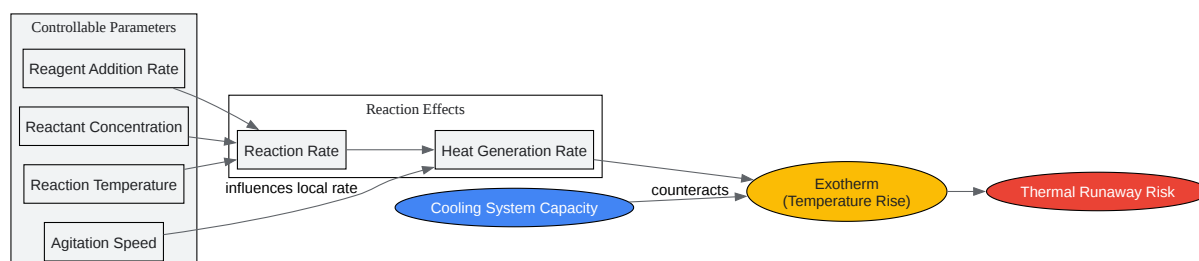 Controllable Parameters
Reagent Addition Rate
Reactant Concentration
Reaction Temperature
Agitation Speed
Reaction Effects
Reaction Rate
Heat Generation Rate
influences local rate
Cooling System Capacity
counteracts
Exotherm
(Temperature Rise)
Thermal Runaway Risk